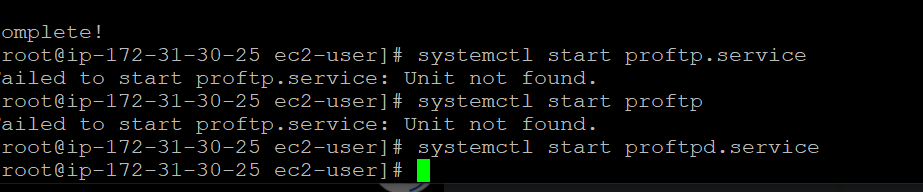 omplete!
root@ip-172-31-30-25 ec2-user]# systemctl start proftp.service
ailed to start proftp.service: Unit not found.
root@ip-172-31-30-25 ec2-user]# systemctl start proftp
ailed to start proftp.service: Unit not found.
root@ip-172-31-30-25 ec2-user]# systemctl start proftpd.service
root@ip-172-31-30-25 ec2-user]#